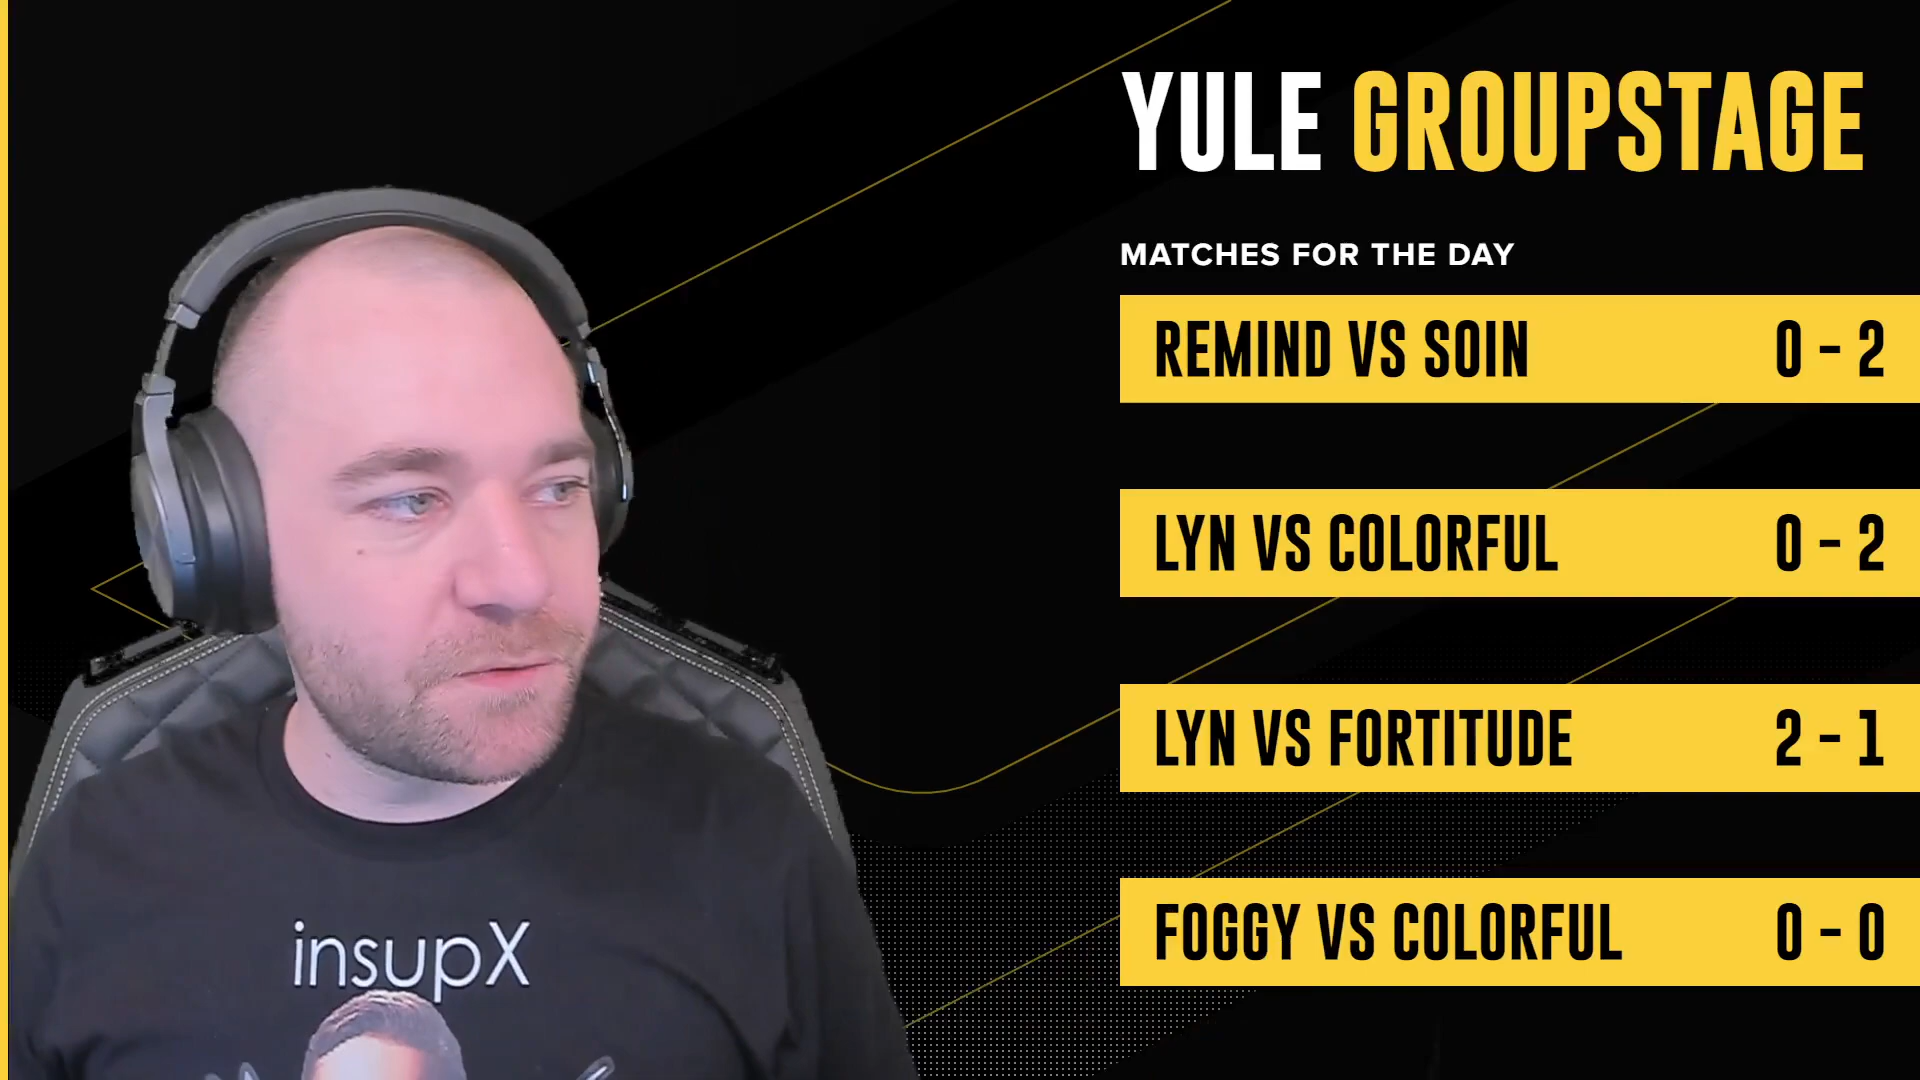 YULE GROUPSTAGE
MATCHES FOR THE DAY
REMIND VS SOIN 0 - 2
LYN VS COLORFUL 0 - 2
LYN VS FORTITUDE 2 - 1
FOGGY VS COLORFUL 0 - 0
insupX